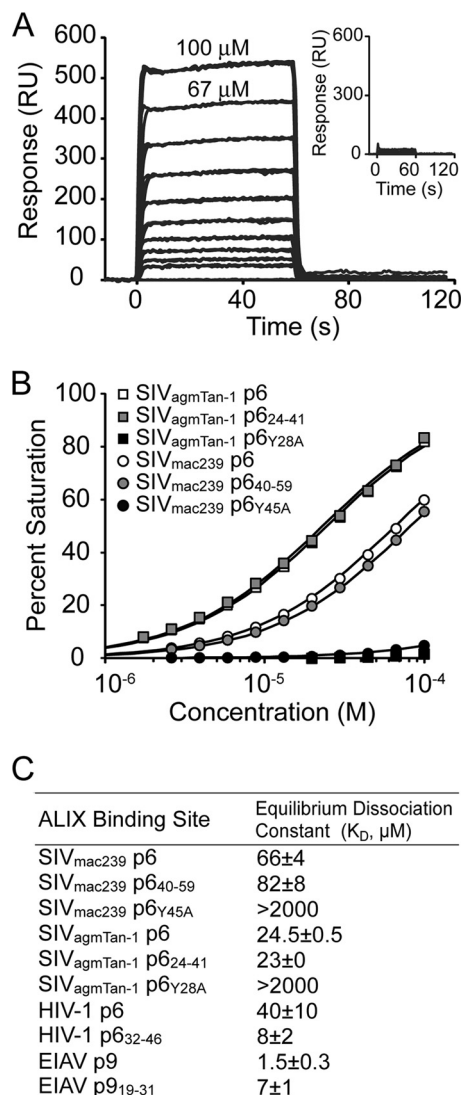 A
Response (RU)
600
500
400
300
200
100
0
100 µM
67 µM
0 40 80 120
Time (s)
Response (RU)
600
300
0
0 60 120
Time (s)
B
Percent Saturation
100
80
60
40
20
0
SIVagmTan-1 p6
SIVagmTan-1 p624-41
SIVagmTan-1 p6Y28A
SIVmac239 p6
SIVmac239 p640-59
SIVmac239 p6Y45A
10-6 10-5 10-4
Concentration (M)
C
ALIX Binding Site Equilibrium Dissociation Constant (KD, µM)
SIVmac239 p6 66±4
SIVmac239 p640-59 82±8
SIVmac239 p6Y45A >2000
SIVagmTan-1 p6 24.5±0.5
SIVagmTan-1 p624-41 23±0
SIVagmTan-1 p6Y28A >2000
HIV-1 p6 40±10
HIV-1 p632-46 8±2
EIAV p9 1.5±0.3
EIAV p919-31 7±1